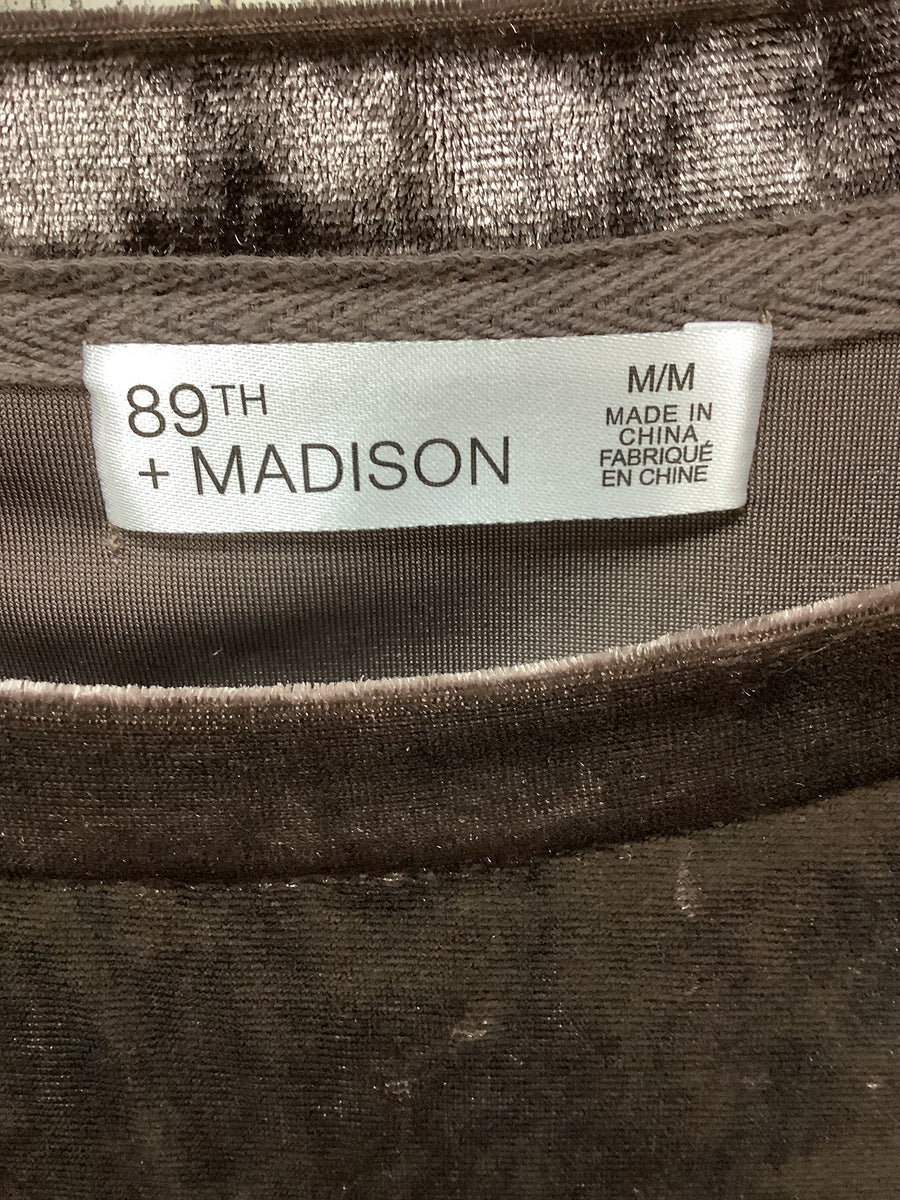 89TH
+ MADISON
M/M
MADE IN
CHINA
FABRIQUÉ
EN CHINE